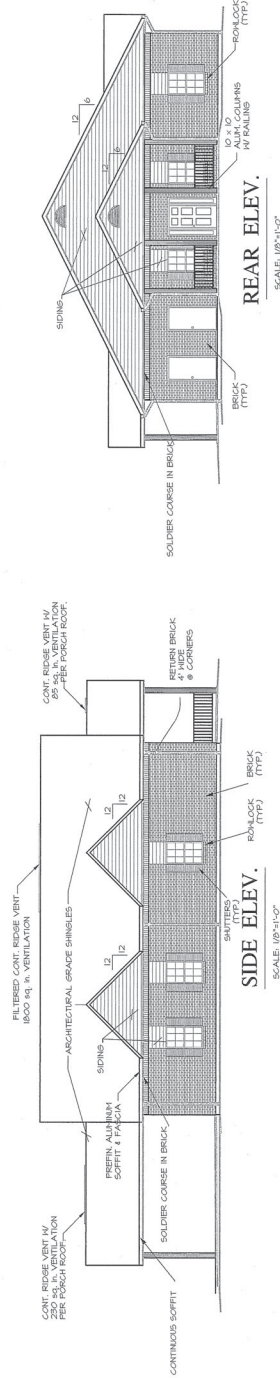 FILTERED CONT. RIDGE VENT
1800 sq. in. VENTILATION
CONT. RIDGE VENT W/
230 sq. in. VENTILATION
PER PORCH ROOF.
ARCHITECTURAL GRADE SHINGLES
CONT. RIDGE VENT W/
85 sq. in. VENTILATION
PER PORCH ROOF.
12
12
12
12
SIDING
PREFIN. ALUMINUM
SOFFIT & FASCIA
SOLDIER COURSE IN BRICK
CONTINUOUS SOFFIT
RETURN BRICK
4' WIDE
@ CORNERS
SHUTTERS
(TYP.)
ROWLOCK
(TYP.)
BRICK
(TYP.)
SIDE ELEV.
SCALE: 1/8"=1'-0"
12
6
12
6
SIDING
SOLDIER COURSE IN BRICK
BRICK
(TYP.)
10 x 10
ALUM. COLUMNS
W/ RAILINGS
ROWLOCK
(TYP.)
REAR ELEV.
SCALE: 1/8"=1'-0"